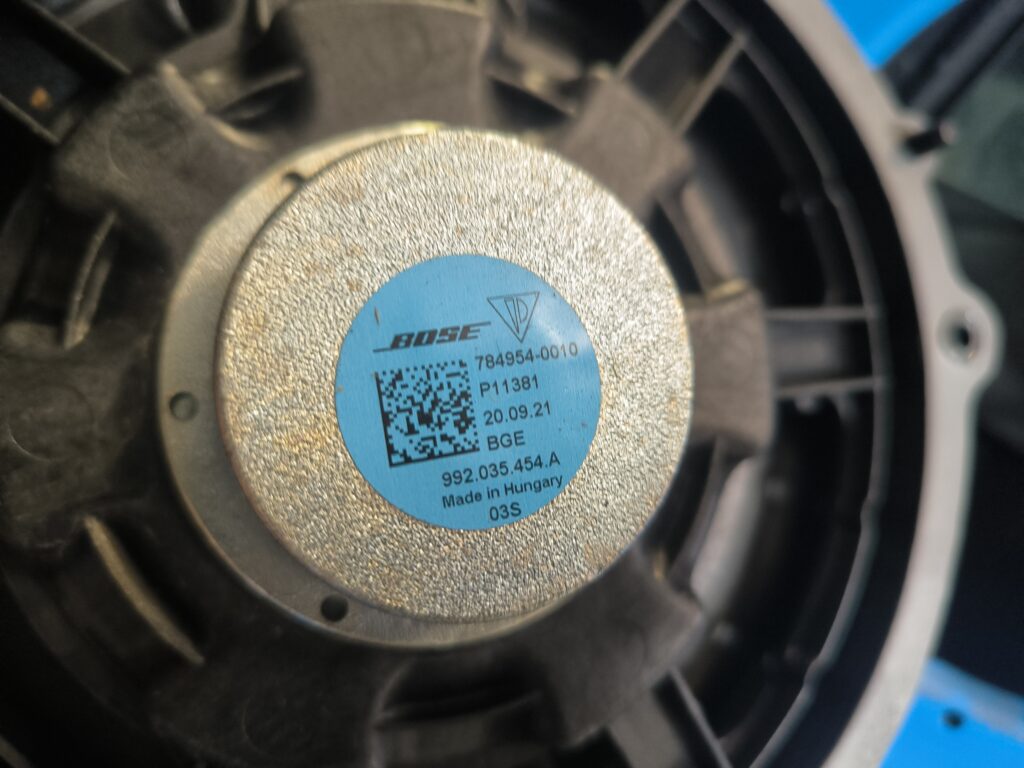 BOSE
784954-0010
P11381
20.09.21
BGE
992.035.454.A
Made in Hungary
03S